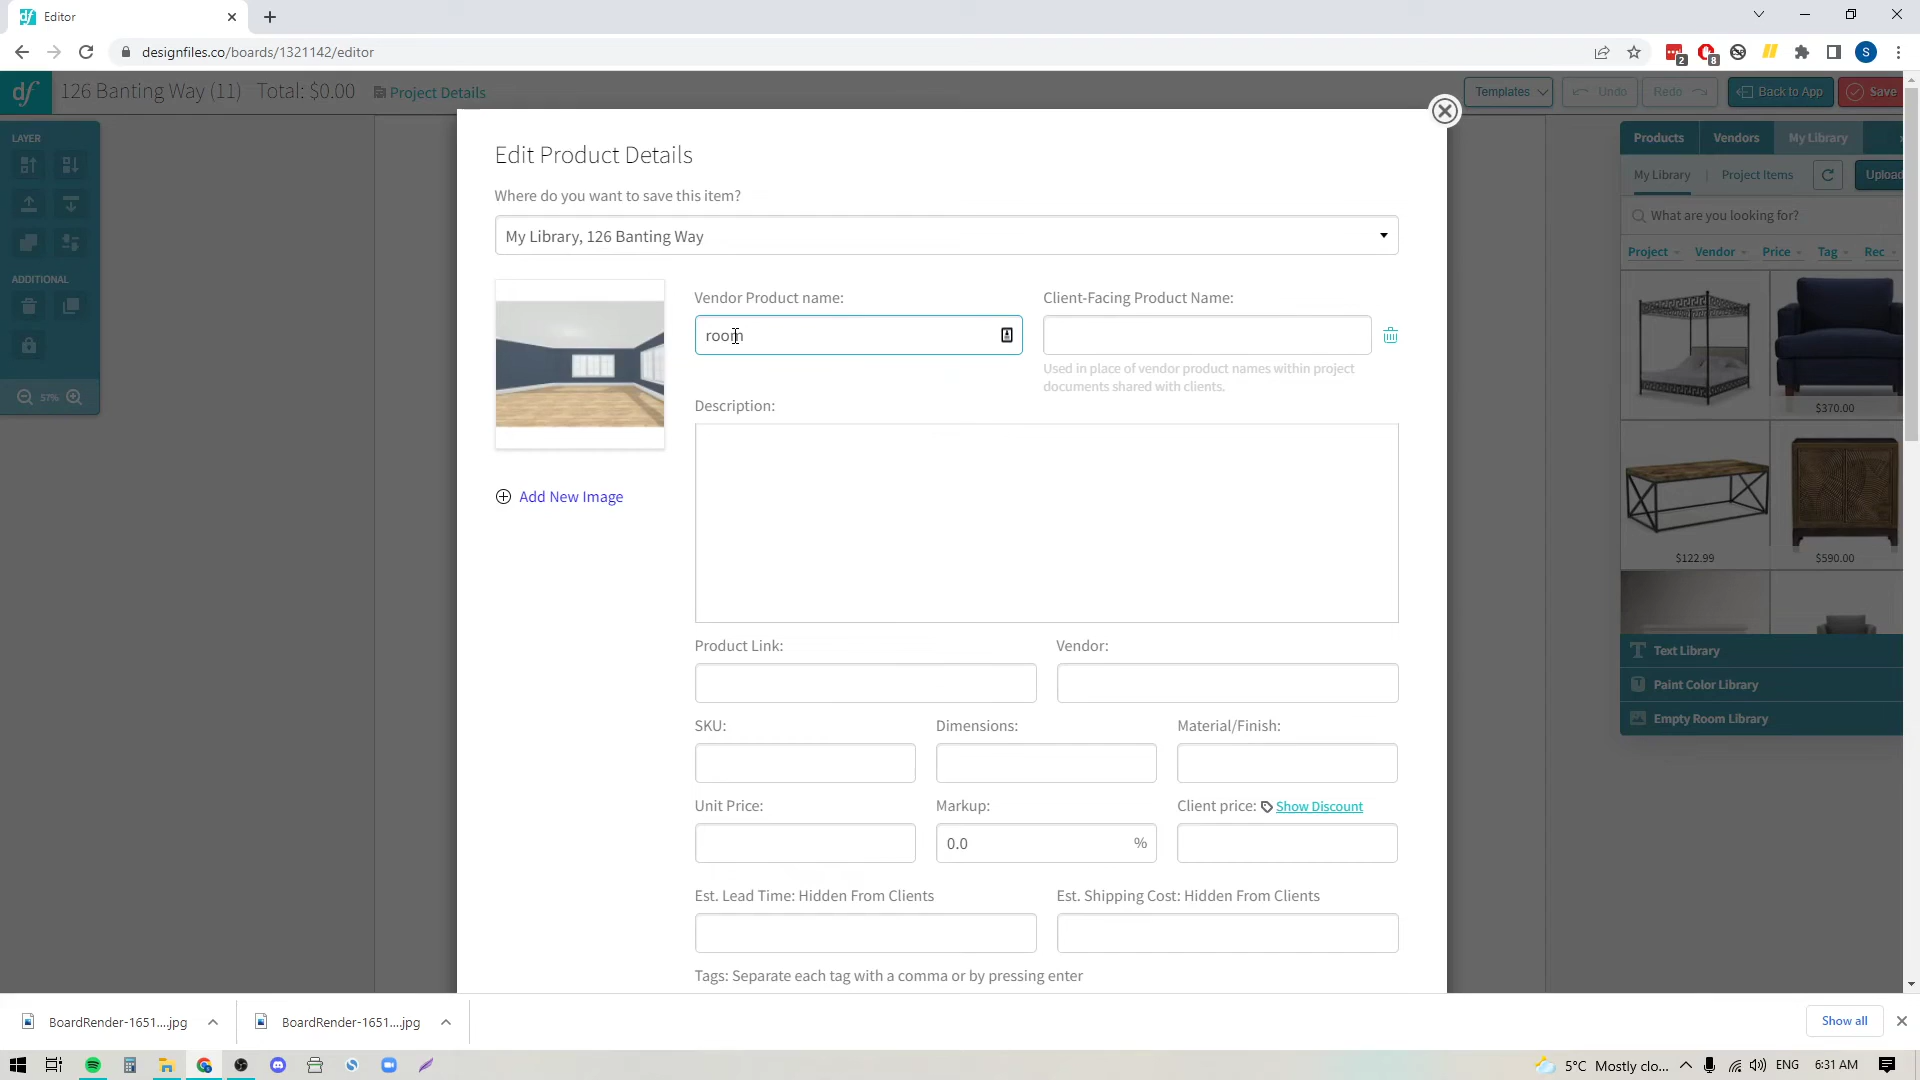 Editor
designfiles.co/boards/1321142/editor
2
8
S
df
126 Banting Way (11)
Total: $0.00
Project Details
Templates
Undo
Redo
Back to App
Save
LAYER
ADDITIONAL
57%
Edit Product Details
Where do you want to save this item?
My Library, 126 Banting Way
Vendor Product name:
Client-Facing Product Name:
room
Used in place of vendor product names within project
documents shared with clients.
Description:
Add New Image
Product Link:
Vendor:
SKU:
Dimensions:
Material/Finish:
Unit Price:
Markup:
Client price:
Show Discount
0.0
%
Est. Lead Time: Hidden From Clients
Est. Shipping Cost: Hidden From Clients
Tags: Separate each tag with a comma or by pressing enter
Products
Vendors
My Library
My Library
Project Items
Upload
What are you looking for?
Project
Vendor
Price
Tag
Rec
$370.00
$122.99
$590.00
Text Library
Paint Color Library
Empty Room Library
BoardRender-1651....jpg
BoardRender-1651....jpg
Show all
5°C Mostly clo...
ENG
6:31 AM